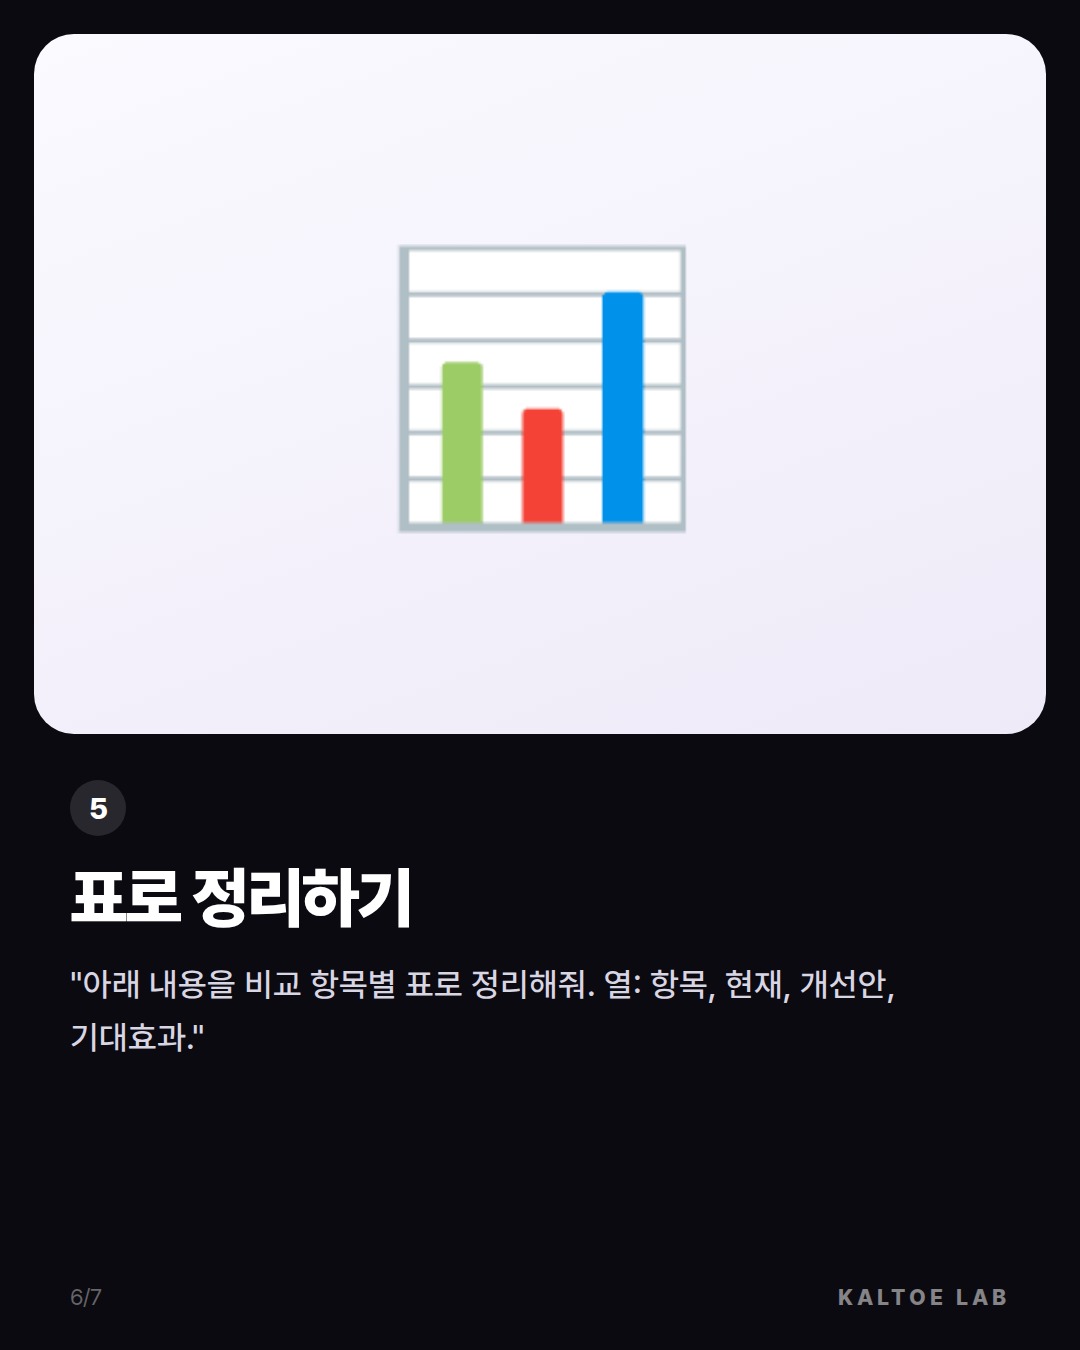 5
표로 정리하기
"아래 내용을 비교 항목별 표로 정리해줘. 열: 항목, 현재, 개선안,
기대효과."
6/7
KALTOE LAB